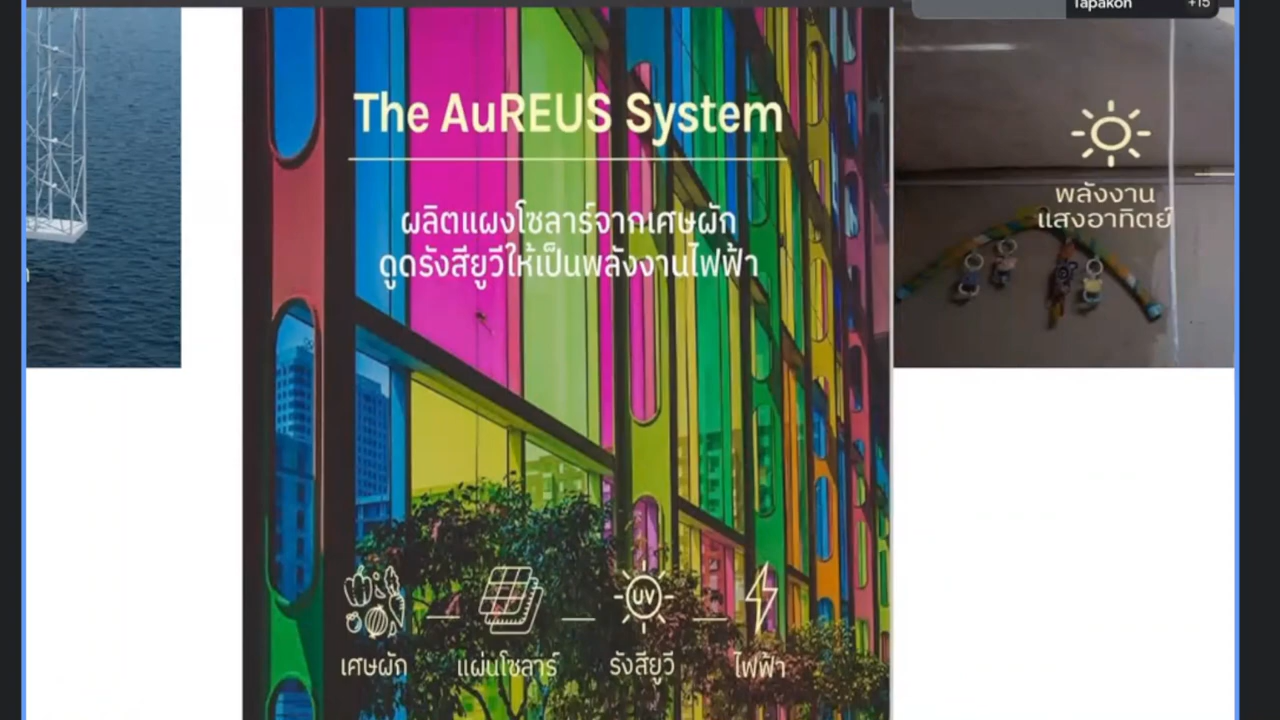 Tapakon
+15
The AuREUS System
ผลิตแผงโซลาร์จากเศษผัก
ดูดรังสียูวีให้เป็นพลังงานไฟฟ้า
พลังงาน
แสงอาทิตย์
UV
เศษผัก
แผ่นโซลาร์
รังสียูวี
ไฟฟ้า